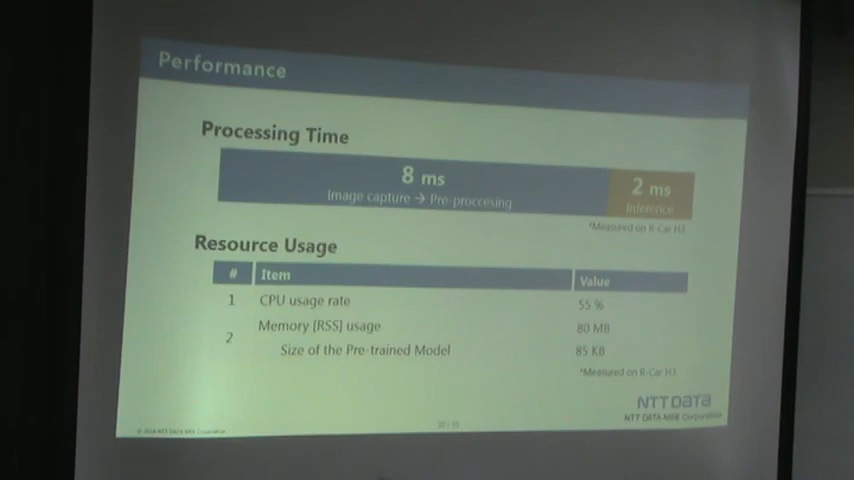 Performance
Processing Time
8 ms
Image capture → Pre-proccesing
2 ms
Inference
*Measured on R-Car H3
Resource Usage
# Item Value
1 CPU usage rate 55 %
2 Memory [RSS] usage 80 MB
Size of the Pre-trained Model 85 KB
*Measured on R-Car H3
NTT DATA
NTT DATA MSE Corporation